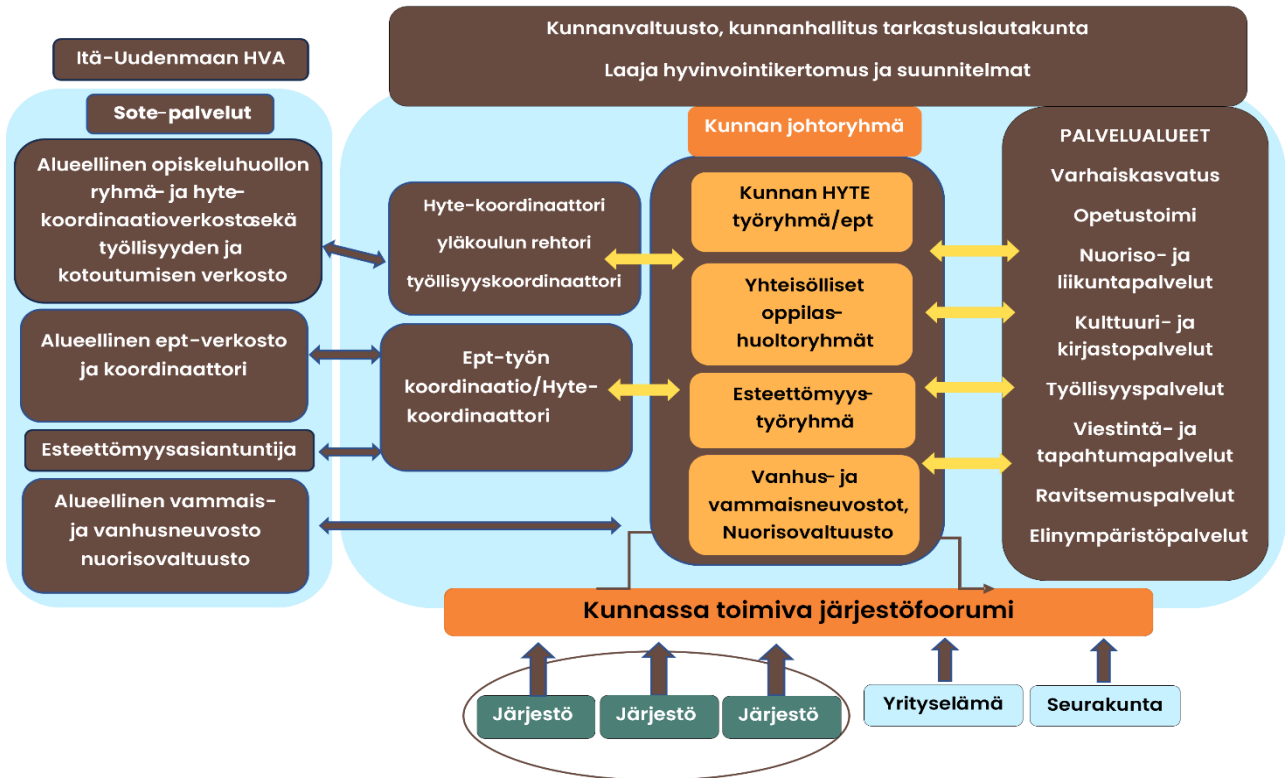 Kunnanvaltuusto, kunnanhallitus tarkastuslautakunta
Laaja hyvinvointikertomus ja suunnitelmat
Itä-Uudenmaan HVA
Sote-palvelut
Alueellinen opiskeluhuollon
ryhmä- ja hyte-
koordinaatioverkostosekä
työllisyyden ja
kotoutumisen verkosto
Alueellinen ept-verkosto
ja koordinaattori
Esteettömyysasiantuntija
Alueellinen vammais-
ja vanhusneuvosto
nuorisovaltuusto
Hyte-koordinaattori
yläkoulun rehtori
työllisyyskoordinaattori
Ept-työn
koordinaatio/Hyte-
koordinaattori
Kunnan johtoryhmä
Kunnan HYTE
työryhmä/ept
Yhteisölliset
oppilas-
huoltoryhmät
Esteettömyys-
työryhmä
Vanhus- ja
vammaisneuvostot,
Nuorisovaltuusto
PALVELUALUEET
Varhaiskasvatus
Opetustoimi
Nuoriso- ja
liikuntapalvelut
Kulttuuri- ja
kirjastopalvelut
Työllisyyspalvelut
Viestintä- ja
tapahtumapalvelut
Ravitsemuspalvelut
Elinympäristöpalvelut
Kunnassa toimiva järjestöfoorumi
Järjestö
Järjestö
Järjestö
Yrityselämä
Seurakunta